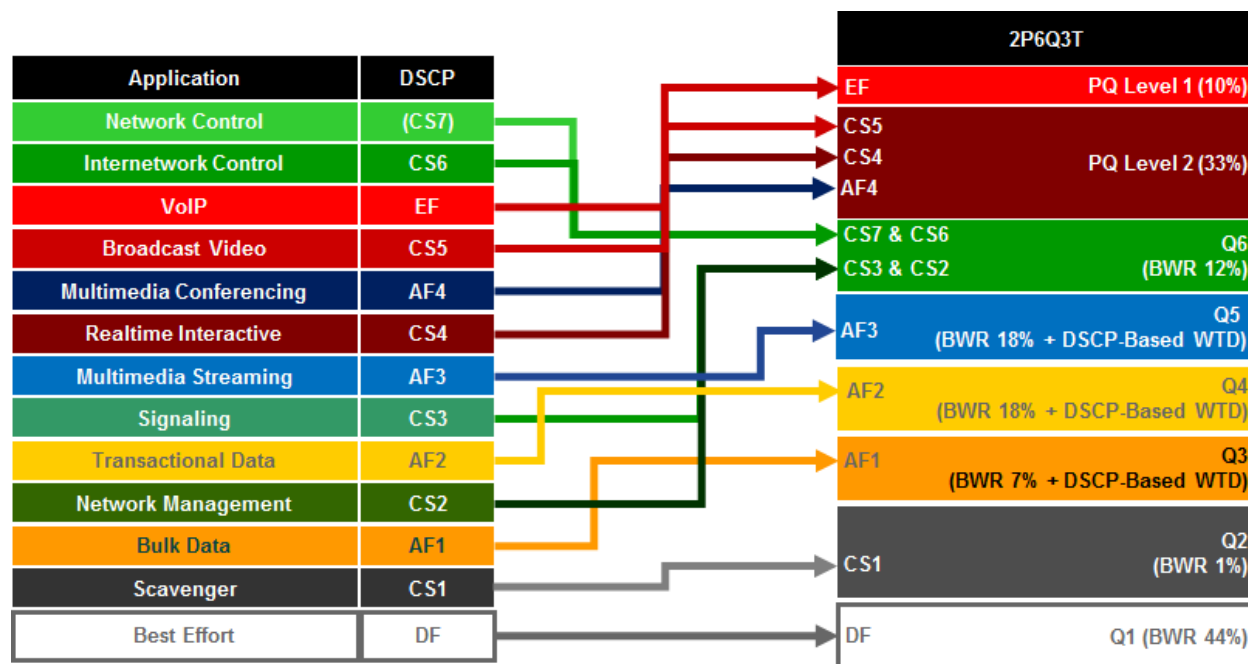 Application DSCP
Network Control (CS7)
Internetwork Control CS6
VoIP EF
Broadcast Video CS5
Multimedia Conferencing AF4
Realtime Interactive CS4
Multimedia Streaming AF3
Signaling CS3
Transactional Data AF2
Network Management CS2
Bulk Data AF1
Scavenger CS1
Best Effort DF
2P6Q3T
EF PQ Level 1 (10%)
CS5
CS4
PQ Level 2 (33%)
AF4
CS7 & CS6
Q6
CS3 & CS2
(BWR 12%)
Q5
AF3
(BWR 18% + DSCP-Based WTD)
Q4
AF2
(BWR 18% + DSCP-Based WTD)
Q3
AF1
(BWR 7% + DSCP-Based WTD)
Q2
CS1
(BWR 1%)
DF Q1 (BWR 44%)